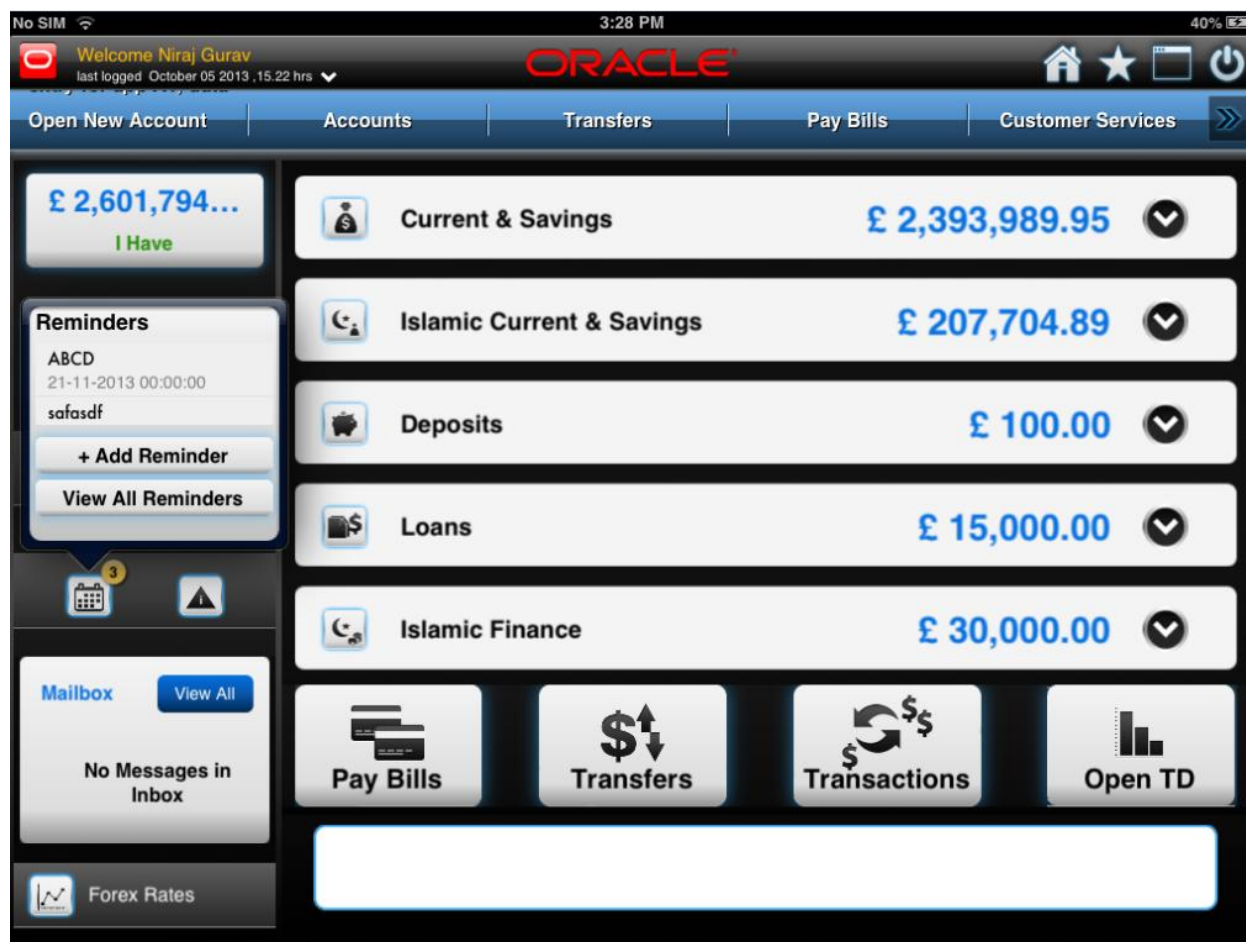 No SIM
3:28 PM
40%
Welcome Niraj Gurav
last logged October 05 2013 ,15.22 hrs
ORACLE
Open New Account
Accounts
Transfers
Pay Bills
Customer Services
£ 2,601,794...
I Have
Current & Savings
£ 2,393,989.95
Islamic Current & Savings
£ 207,704.89
Deposits
£ 100.00
Loans
£ 15,000.00
Islamic Finance
£ 30,000.00
Reminders
ABCD
21-11-2013 00:00:00
safasdf
+ Add Reminder
View All Reminders
3
Mailbox
View All
No Messages in
Inbox
Forex Rates
Pay Bills
Transfers
Transactions
Open TD